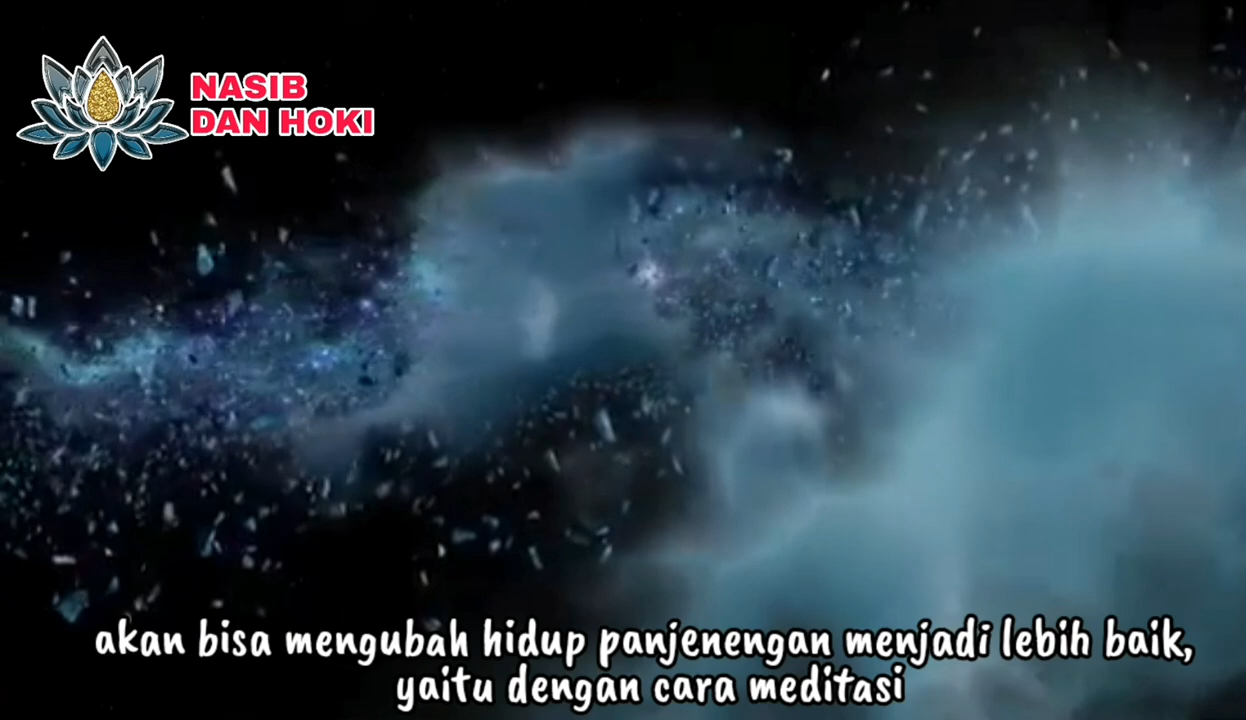 NASIB
DAN HOKI
akan bisa mengubah hidup panjenengan menjadi lebih baik,
yaitu dengan cara meditasi